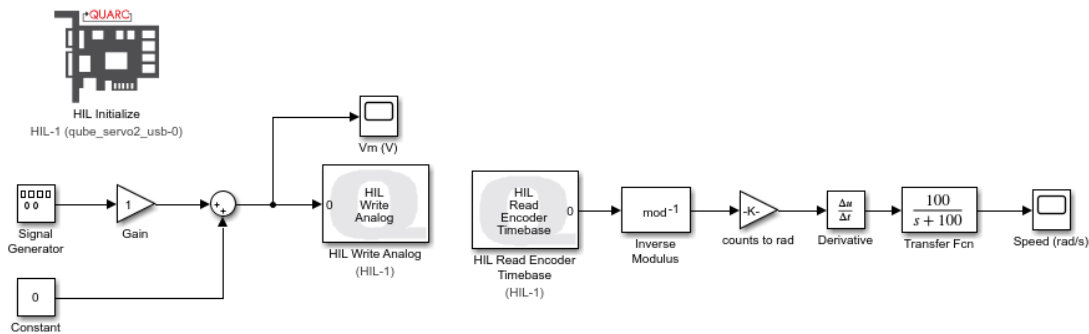 QUARC
HIL Initialize
HIL-1 (qube_servo2_usb-0)
Vm (V)
Signal
Generator
1
Gain
+
+
0
HIL
Write
Analog
HIL Write Analog
(HIL-1)
0
Constant
HIL
Read
Encoder
Timebase
0
HIL Read Encoder
Timebase
(HIL-1)
mod⁻¹
Inverse
Modulus
-K-
counts to rad
Δu
Δt
Derivative
100
s + 100
Transfer Fcn
Speed (rad/s)